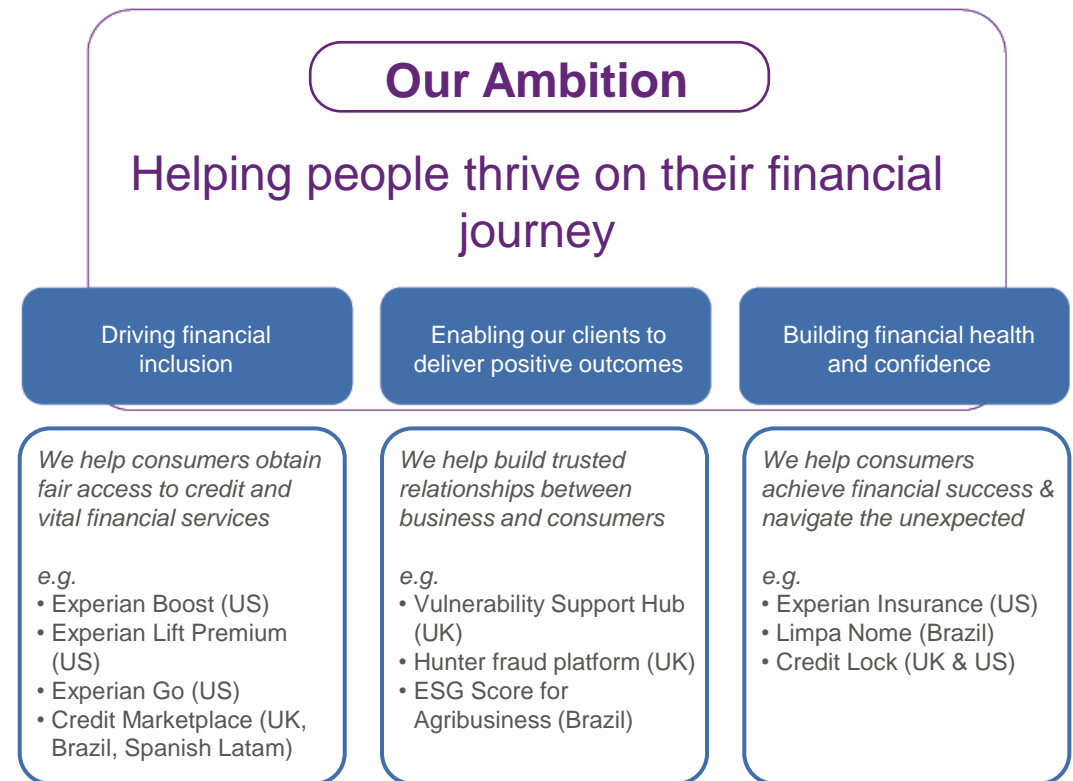 Our Ambition
Helping people thrive on their financial
journey
Driving financial
inclusion
We help consumers obtain
fair access to credit and
vital financial services
e.g.
• Experian Boost (US)
• Experian Lift Premium
(US)
• Experian Go (US)
• Credit Marketplace (UK,
Brazil, Spanish Latam)
Enabling our clients to
deliver positive outcomes
We help build trusted
relationships between
business and consumers
e.g.
• Vulnerability Support Hub
(UK)
• Hunter fraud platform (UK)
• ESG Score for
Agribusiness (Brazil)
Building financial health
and confidence
We help consumers
achieve financial success &
navigate the unexpected
e.g.
• Experian Insurance (US)
• Limpa Nome (Brazil)
• Credit Lock (UK & US)